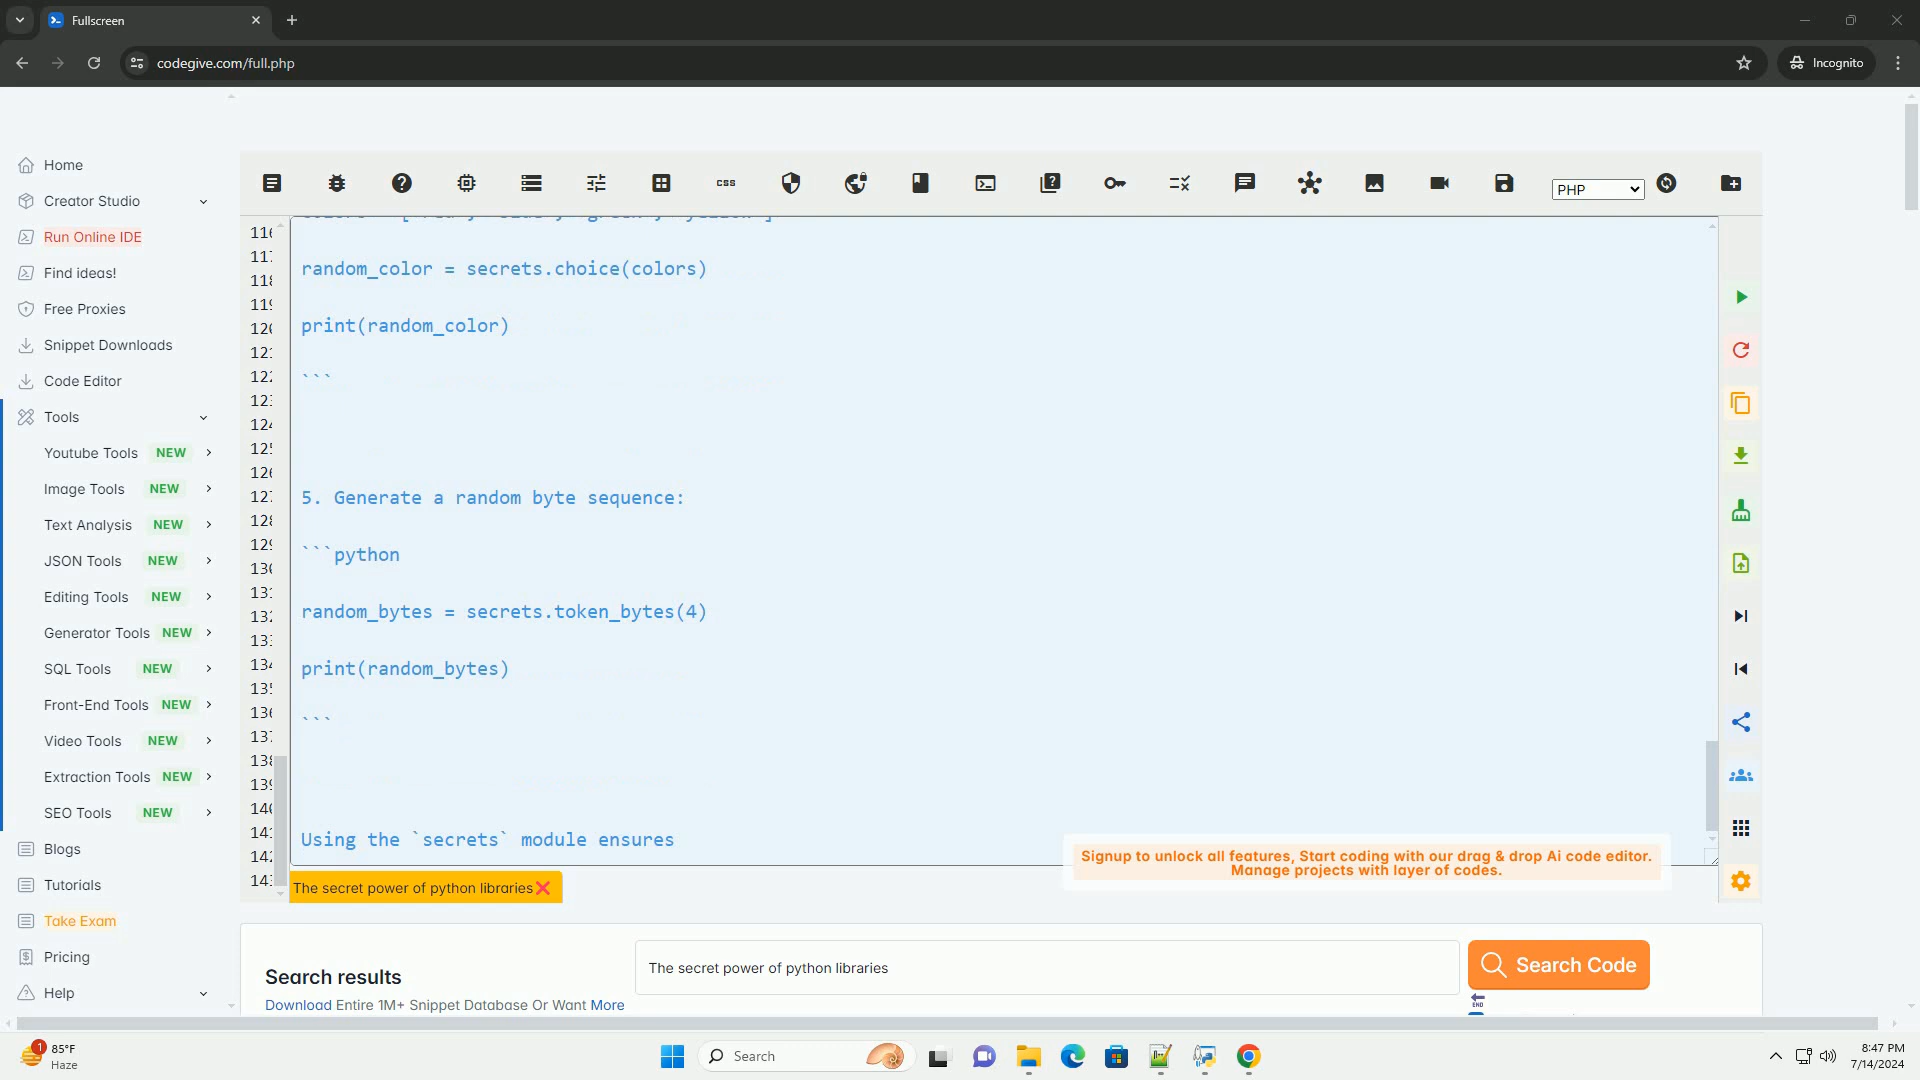 Fullscreen
codegive.com/full.php
Incognito
Home
Creator Studio
Run Online IDE
Find ideas!
Free Proxies
Snippet Downloads
Code Editor
Tools
Youtube Tools NEW
Image Tools NEW
Text Analysis NEW
JSON Tools NEW
Editing Tools NEW
Generator Tools NEW
SQL Tools NEW
Front-End Tools NEW
Video Tools NEW
Extraction Tools NEW
SEO Tools NEW
Blogs
Tutorials
Take Exam
Pricing
Help
css
PHP
random_color = secrets.choice(colors)
print(random_color)
```
5. Generate a random byte sequence:
```python
random_bytes = secrets.token_bytes(4)
print(random_bytes)
```
Using the `secrets` module ensures
Signup to unlock all features, Start coding with our drag & drop Ai code editor.
Manage projects with layer of codes.
The secret power of python libraries❌
Search results
The secret power of python libraries
Search Code
Download Entire 1M+ Snippet Database Or Want More
END
1
85°F
Haze
Search
8:47 PM
7/14/2024